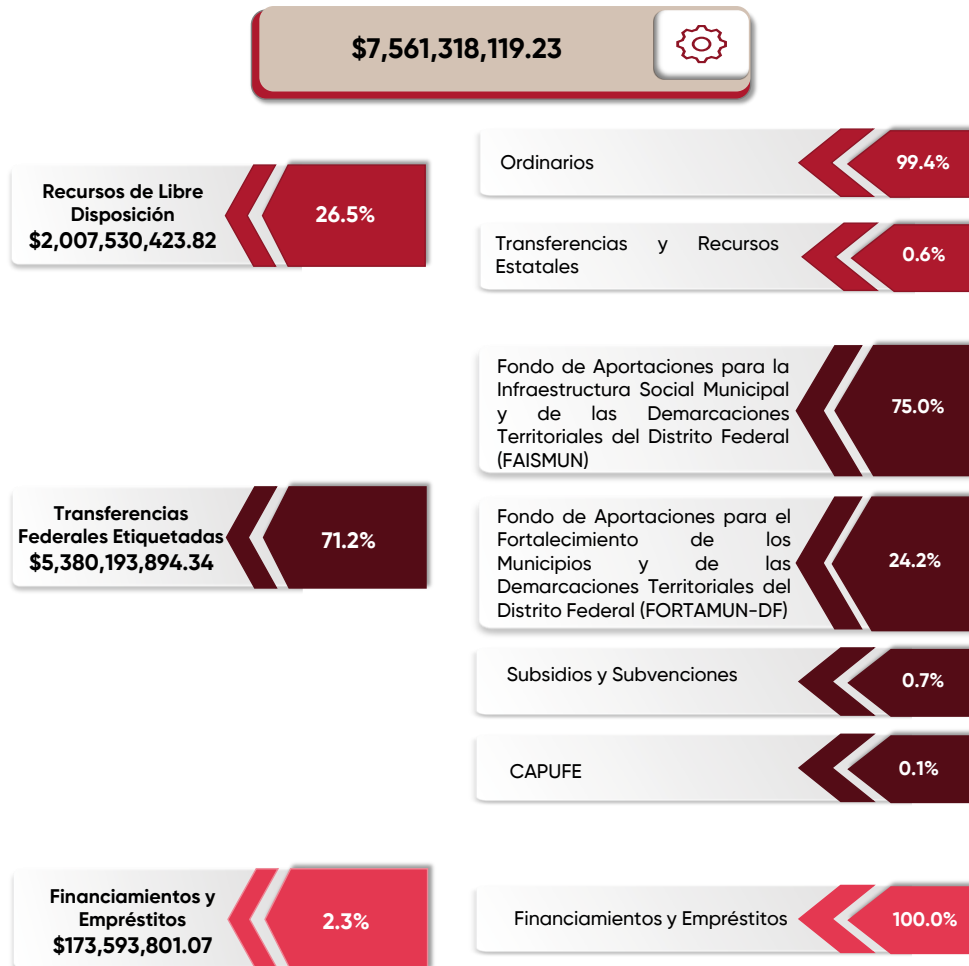 $7,561,318,119.23
Recursos de Libre
Disposición
$2,007,530,423.82
26.5%
Ordinarios
99.4%
Transferencias y Recursos
Estatales
0.6%
Transferencias
Federales Etiquetadas
$5,380,193,894.34
71.2%
Fondo de Aportaciones para la
Infraestructura Social Municipal
y de las Demarcaciones
Territoriales del Distrito Federal
(FAISMUN)
75.0%
Fondo de Aportaciones para el
Fortalecimiento de los
Municipios y de las
Demarcaciones Territoriales del
Distrito Federal (FORTAMUN-DF)
24.2%
Subsidios y Subvenciones
0.7%
CAPUFE
0.1%
Financiamientos y
Empréstitos
$173,593,801.07
2.3%
Financiamientos y Empréstitos
100.0%